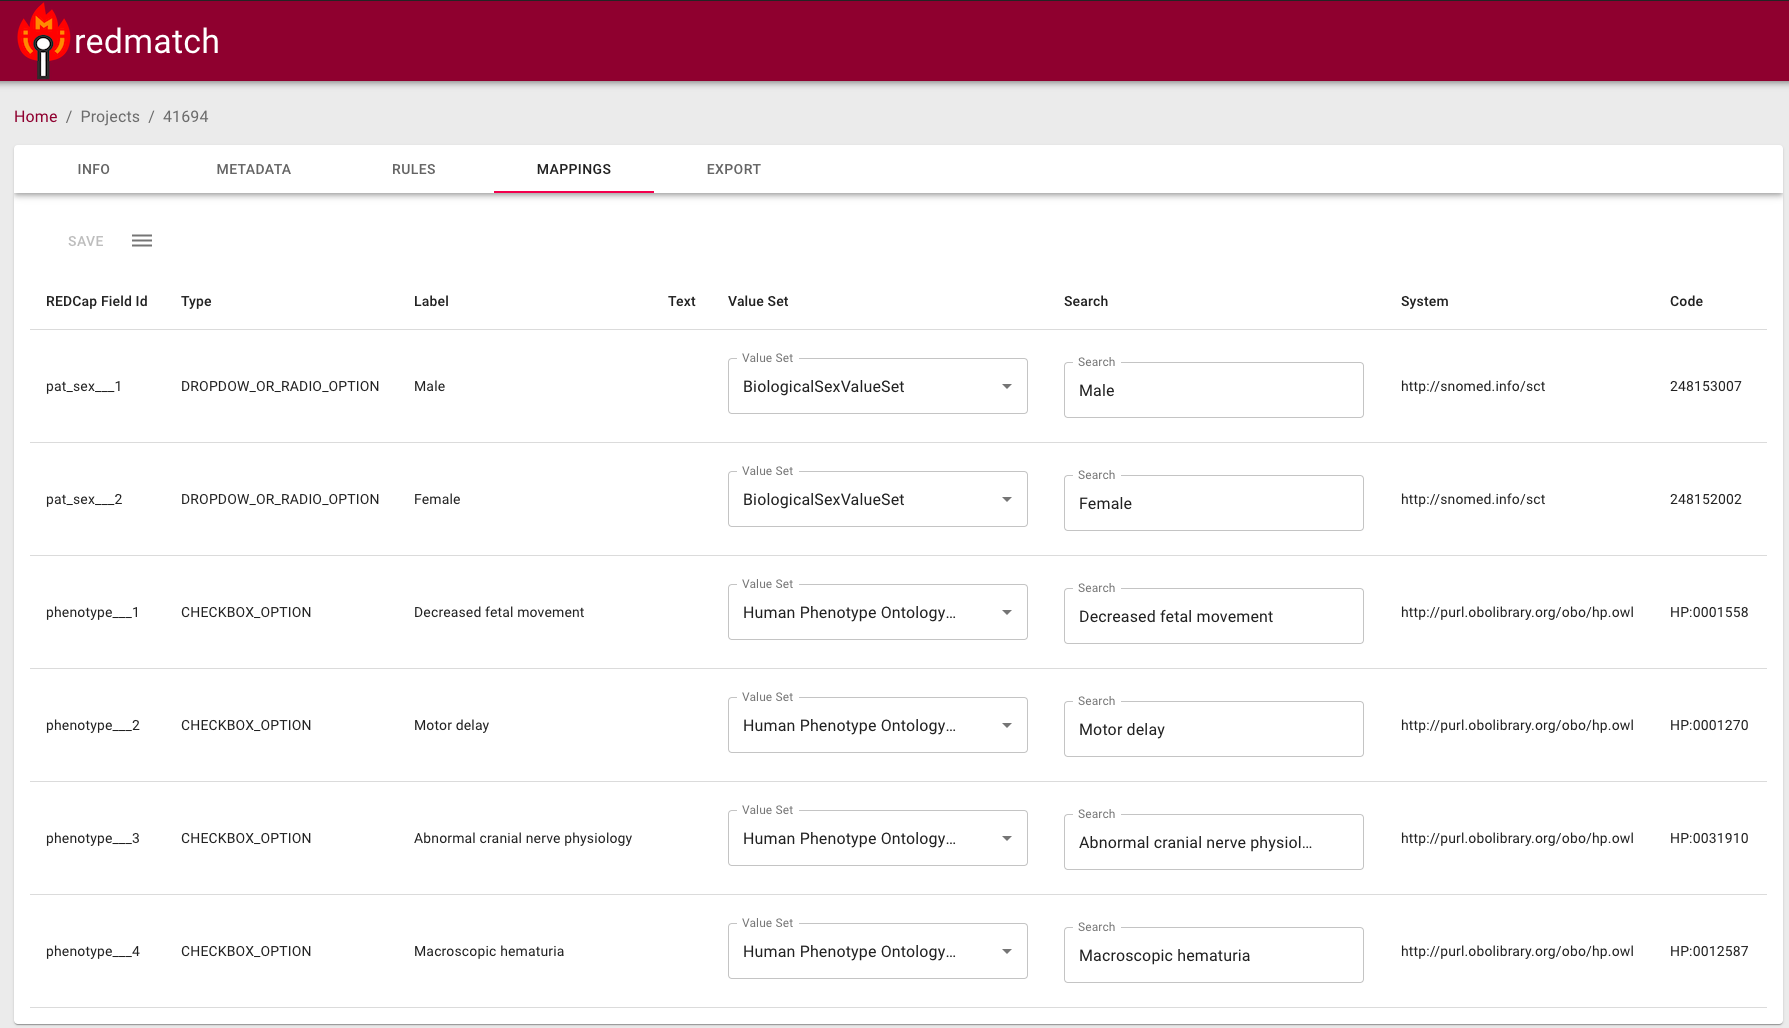 redmatch
Home / Projects / 41694
INFO METADATA RULES MAPPINGS EXPORT
SAVE
REDCap Field Id Type Label Text Value Set Search System Code
Value Set Search
pat_sex___1 DROPDOW_OR_RADIO_OPTION Male BiologicalSexValueSet Male http://snomed.info/sct 248153007
Value Set Search
pat_sex___2 DROPDOW_OR_RADIO_OPTION Female BiologicalSexValueSet Female http://snomed.info/sct 248152002
Value Set Search
phenotype___1 CHECKBOX_OPTION Decreased fetal movement Human Phenotype Ontology... Decreased fetal movement http://purl.obolibrary.org/obo/hp.owl HP:0001558
Value Set Search
phenotype___2 CHECKBOX_OPTION Motor delay Human Phenotype Ontology... Motor delay http://purl.obolibrary.org/obo/hp.owl HP:0001270
Value Set Search
phenotype___3 CHECKBOX_OPTION Abnormal cranial nerve physiology Human Phenotype Ontology... Abnormal cranial nerve physiol... http://purl.obolibrary.org/obo/hp.owl HP:0031910
Value Set Search
phenotype___4 CHECKBOX_OPTION Macroscopic hematuria Human Phenotype Ontology... Macroscopic hematuria http://purl.obolibrary.org/obo/hp.owl HP:0012587